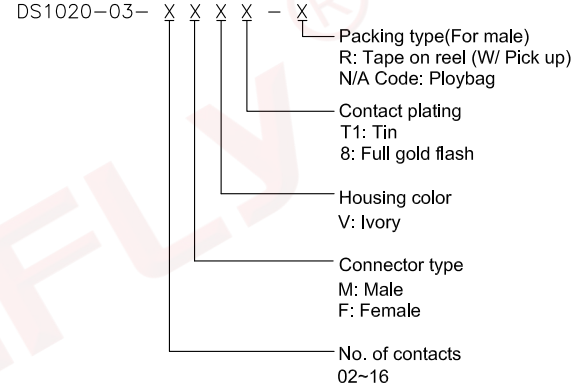 DS1020-03- X X X X - X
Packing type(For male)
R: Tape on reel (W/ Pick up)
N/A Code: Ploybag
Contact plating
T1: Tin
8: Full gold flash
Housing color
V: Ivory
Connector type
M: Male
F: Female
No. of contacts
02~16
FLY ®